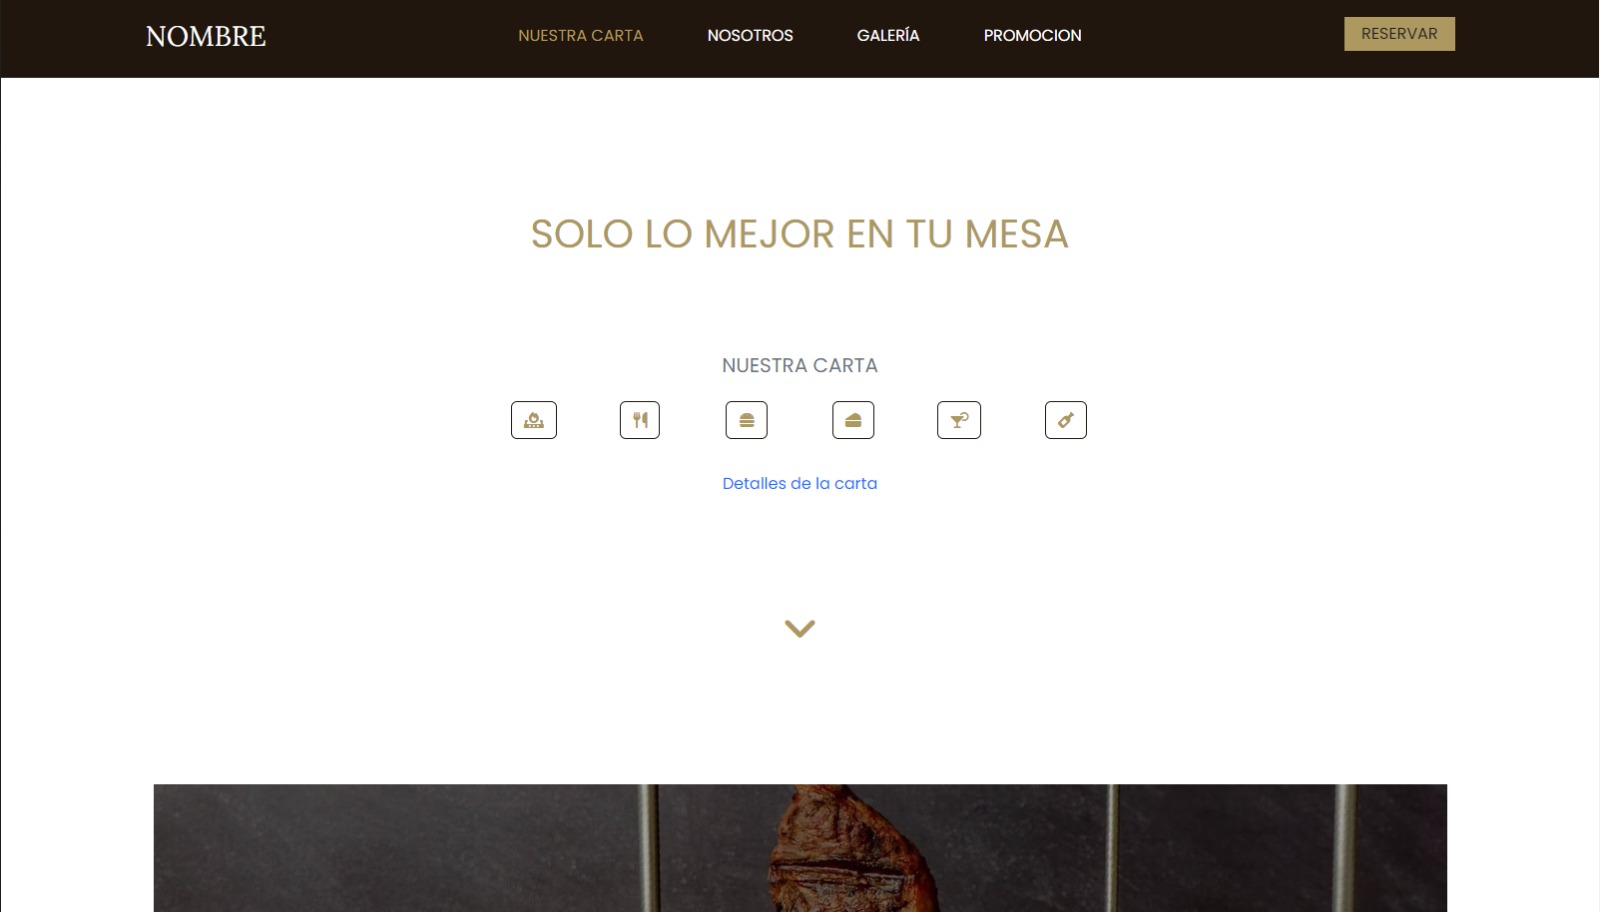 NOMBRE
NUESTRA CARTA
NOSOTROS
GALERÍA
PROMOCION
RESERVAR
SOLO LO MEJOR EN TU MESA
NUESTRA CARTA
Detalles de la carta